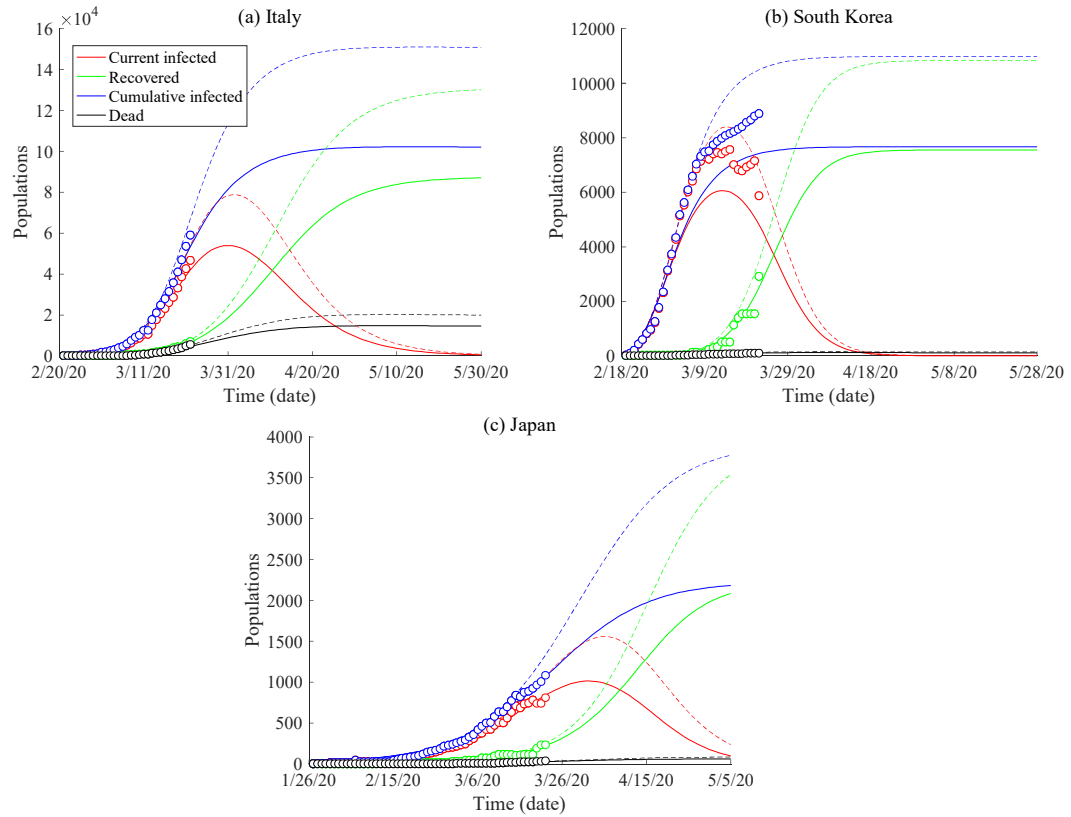 (a) Italy
×10⁴
16
14
12
10
8
6
4
2
0
Populations
Current infected
Recovered
Cumulative infected
Dead
2/20/20 3/11/20 3/31/20 4/20/20 5/10/20 5/30/20
Time (date)
(b) South Korea
12000
10000
8000
6000
4000
2000
0
Populations
2/18/20 3/9/20 3/29/20 4/18/20 5/8/20 5/28/20
Time (date)
(c) Japan
4000
3500
3000
2500
2000
1500
1000
500
0
Populations
1/26/20 2/15/20 3/6/20 3/26/20 4/15/20 5/5/20
Time (date)